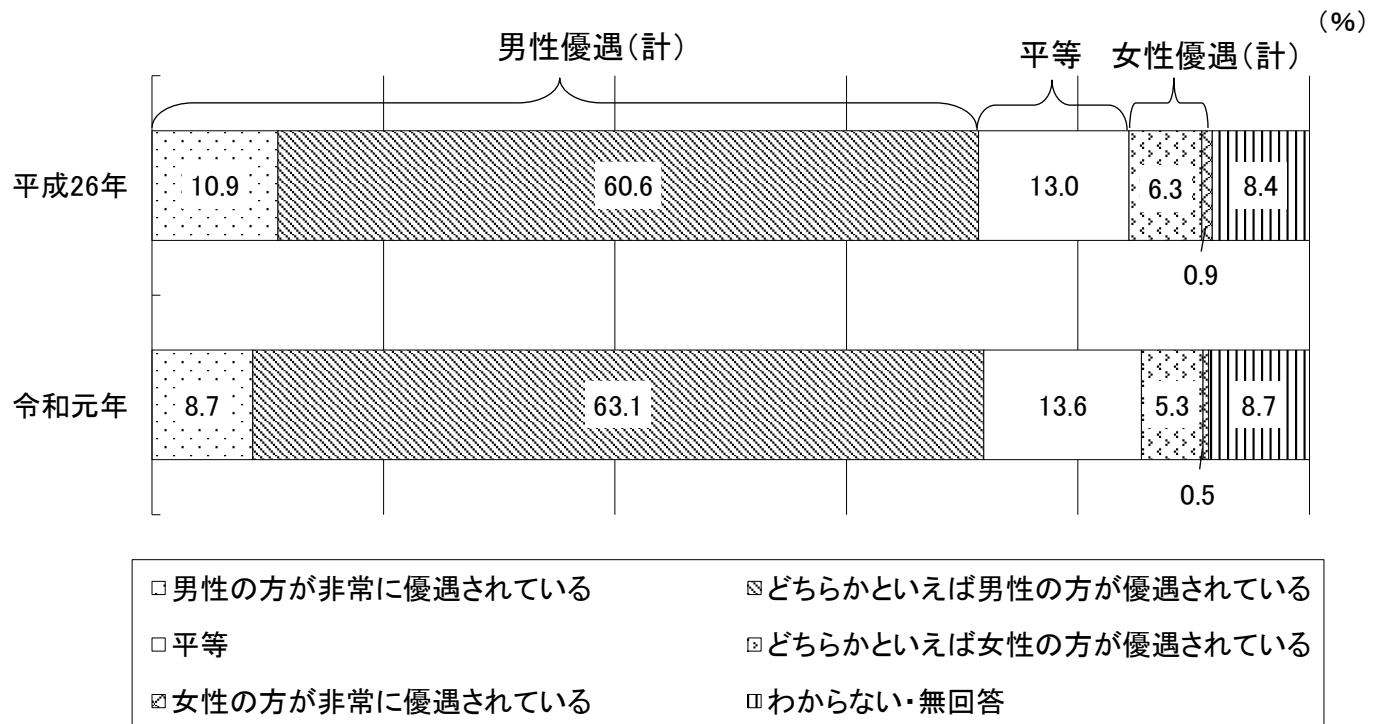 （%）
男性優遇（計） 平等 女性優遇（計）
平成26年 10.9 60.6 13.0 6.3 8.4
0.9
令和元年 8.7 63.1 13.6 5.3 8.7
0.5
男性の方が非常に優遇されている どちらかといえば男性の方が優遇されている
平等 どちらかといえば女性の方が優遇されている
女性の方が非常に優遇されている わからない・無回答